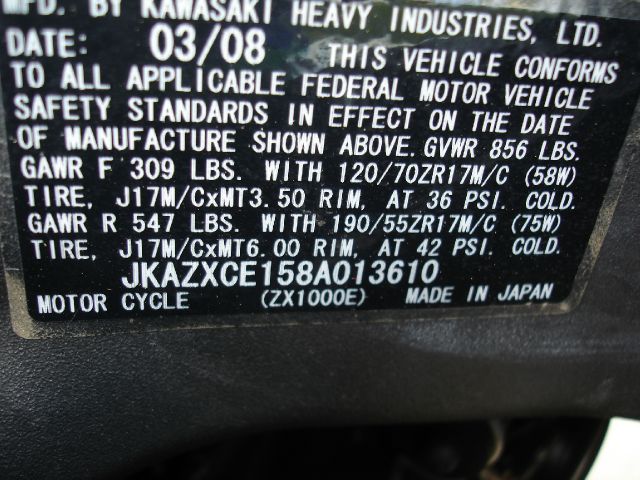 MFD. BY KAWASAKI HEAVY INDUSTRIES, LTD.
DATE: 03/08 THIS VEHICLE CONFORMS
TO ALL APPLICABLE FEDERAL MOTOR VEHICLE
SAFETY STANDARDS IN EFFECT ON THE DATE
OF MANUFACTURE SHOWN ABOVE. GVWR 856 LBS.
GAWR F 309 LBS. WITH 120/70ZR17M/C (58W)
TIRE, J17M/CxMT3.50 RIM, AT 36 PSI. COLD.
GAWR R 547 LBS. WITH 190/55ZR17M/C (75W)
TIRE, J17M/CxMT6.00 RIM, AT 42 PSI. COLD.
JKAZXCE158A013610
MOTOR CYCLE (ZX1000E) MADE IN JAPAN